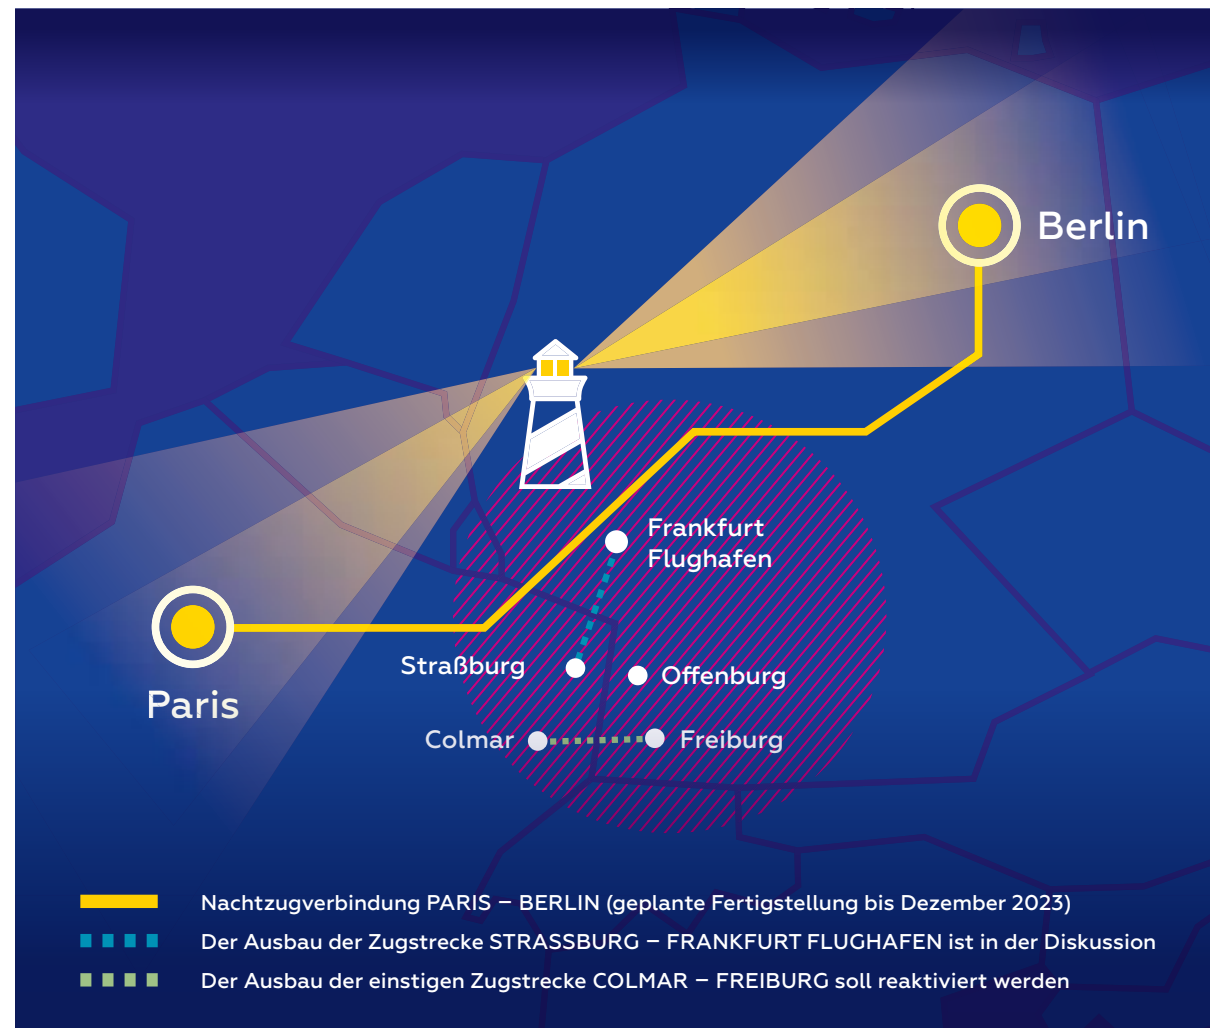 Berlin
Frankfurt
Flughafen
Straßburg
Offenburg
Paris
Colmar
Freiburg
Nachtzugverbindung PARIS – BERLIN (geplante Fertigstellung bis Dezember 2023)
Der Ausbau der Zugstrecke STRASSBURG – FRANKFURT FLUGHAFEN ist in der Diskussion
Der Ausbau der einstigen Zugstrecke COLMAR – FREIBURG soll reaktiviert werden